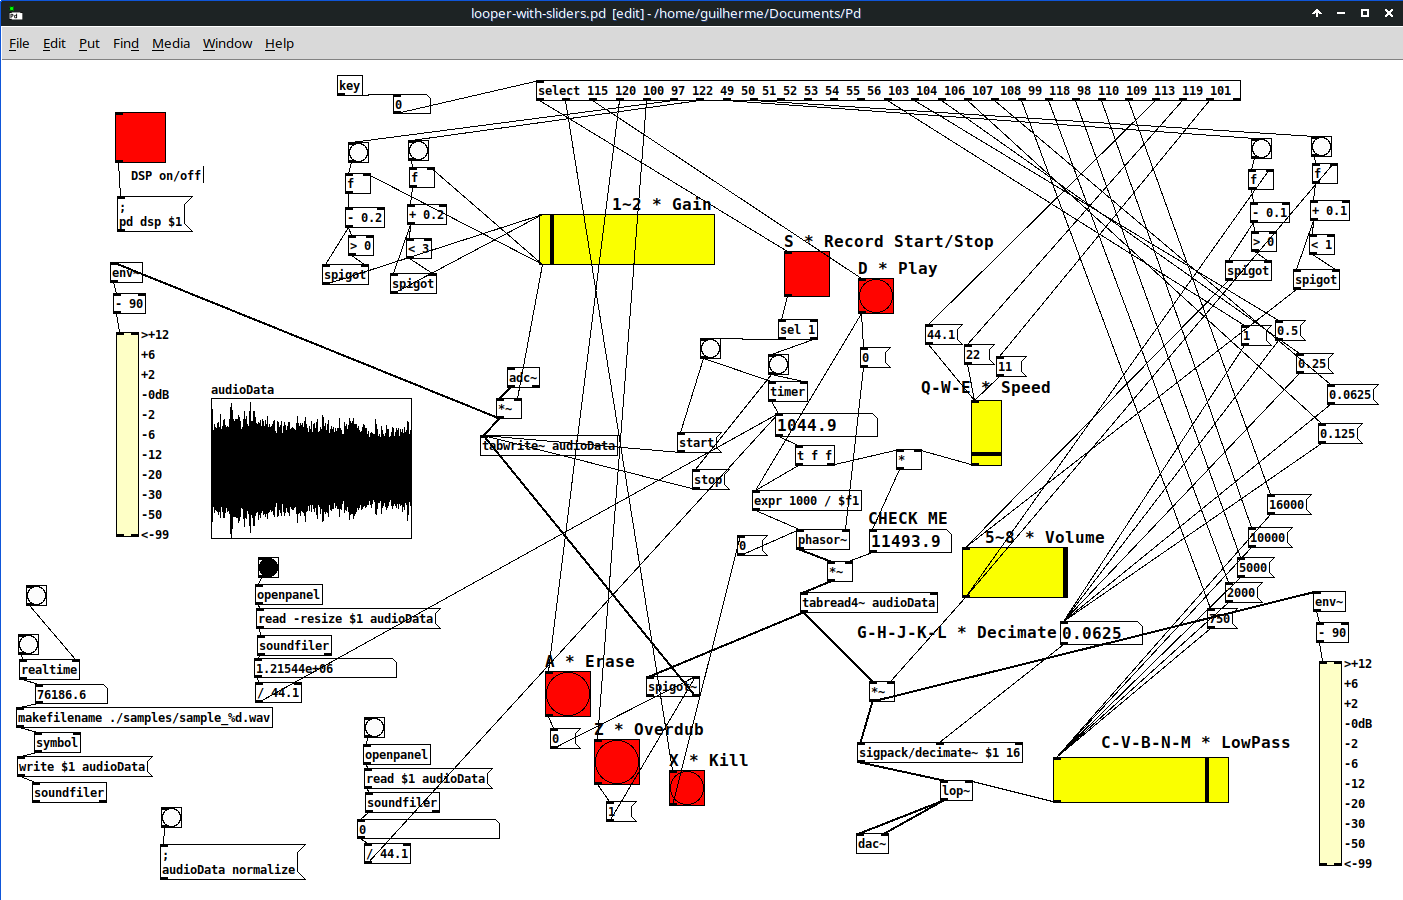 looper-with-sliders.pd [edit] - /home/guilherme/Documents/Pd
File Edit Put Find Media Window Help
key
0
select 115 120 100 97 122 49 50 51 52 53 54 55 56 103 104 106 107 108 99 118 98 110 109 113 119 101
DSP on/off
;
pd dsp $1
f
- 0.2
> 0
spigot
f
+ 0.2
< 3
spigot
1~2 * Gain
S * Record Start/Stop
D * Play
f
- 0.1
> 0
spigot
f
+ 0.1
< 1
spigot
env~
- 90
>+12
+6
+2
-0dB
-2
-6
-12
-20
-30
-50
<-99
audioData
adc~
*~
tabwrite~ audioData
sel 1
timer
1044.9
start
stop
t f f
expr 1000 / $f1
0
0
phasor~
*
44.1
22
11
Q-W-E * Speed
CHECK ME
11493.9
*~
tabread4~ audioData
5~8 * Volume
1
0.5
0.25
0.0625
0.125
16000
10000
5000
2000
750
G-H-J-K-L * Decimate
0.0625
env~
- 90
>+12
+6
+2
-0dB
-2
-6
-12
-20
-30
-50
<-99
openpanel
read -resize $1 audioData
soundfiler
1.21544e+06
/ 44.1
realtime
76186.6
makefilename ./samples/sample_%d.wav
symbol
write $1 audioData
soundfiler
;
audioData normalize
openpanel
read $1 audioData
soundfiler
0
/ 44.1
A * Erase
0
spigot~
Z * Overdub
1
X * Kill
*~
sigpack/decimate~ $1 16
lop~
dac~
C-V-B-N-M * LowPass